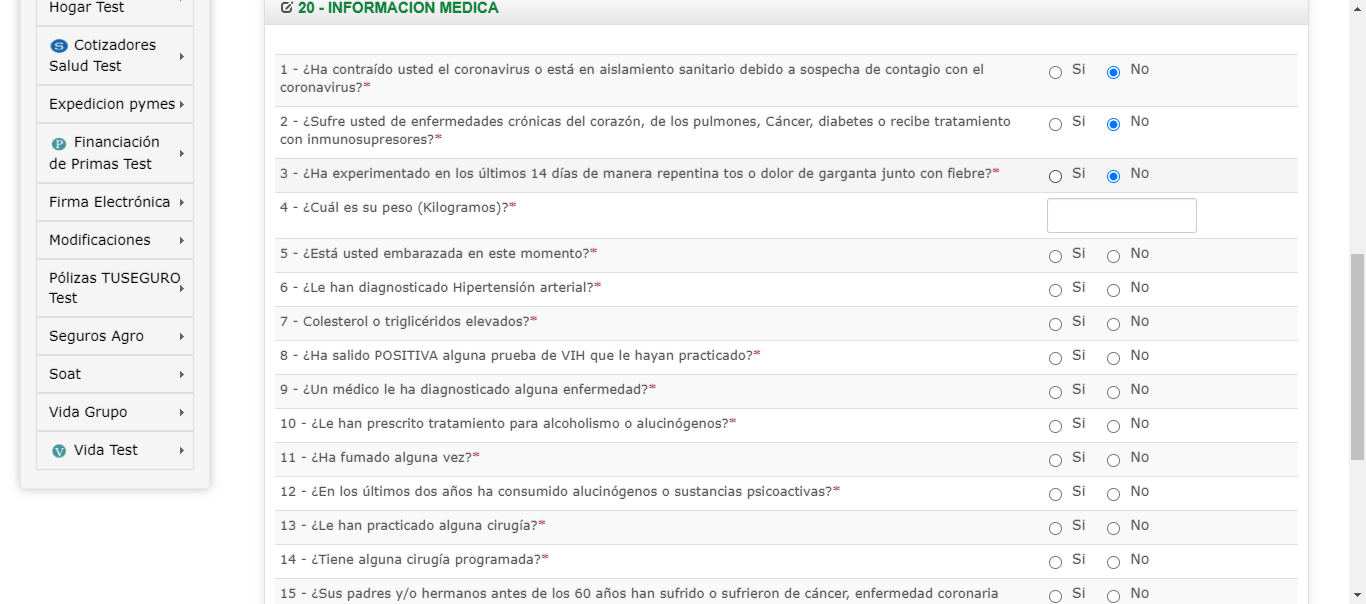 Hogar Test
Cotizadores
Salud Test
Expedicion pymes
Financiación
de Primas Test
Firma Electrónica
Modificaciones
Pólizas TUSEGURO
Test
Seguros Agro
Soat
Vida Grupo
Vida Test
20 - INFORMACION MEDICA
1 - ¿Ha contraído usted el coronavirus o está en aislamiento sanitario debido a sospecha de contagio con el
coronavirus?*
Si No
2 - ¿Sufre usted de enfermedades crónicas del corazón, de los pulmones, Cáncer, diabetes o recibe tratamiento
con inmunosupresores?*
Si No
3 - ¿Ha experimentado en los últimos 14 días de manera repentina tos o dolor de garganta junto con fiebre?* Si No
4 - ¿Cuál es su peso (Kilogramos)?*
5 - ¿Está usted embarazada en este momento?* Si No
6 - ¿Le han diagnosticado Hipertensión arterial?* Si No
7 - Colesterol o triglicéridos elevados?* Si No
8 - ¿Ha salido POSITIVA alguna prueba de VIH que le hayan practicado?* Si No
9 - ¿Un médico le ha diagnosticado alguna enfermedad?* Si No
10 - ¿Le han prescrito tratamiento para alcoholismo o alucinógenos?* Si No
11 - ¿Ha fumado alguna vez?* Si No
12 - ¿En los últimos dos años ha consumido alucinógenos o sustancias psicoactivas?* Si No
13 - ¿Le han practicado alguna cirugía?* Si No
14 - ¿Tiene alguna cirugía programada?* Si No
15 - ¿Sus padres y/o hermanos antes de los 60 años han sufrido o sufrieron de cáncer, enfermedad coronaria Si No